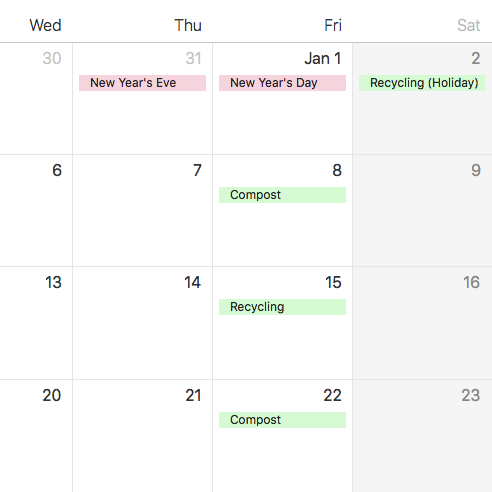 Wed Thu Fri Sat
30 31 Jan 1 2
New Year's Eve New Year's Day Recycling (Holiday)
6 7 8 9
Compost
13 14 15 16
Recycling
20 21 22 23
Compost